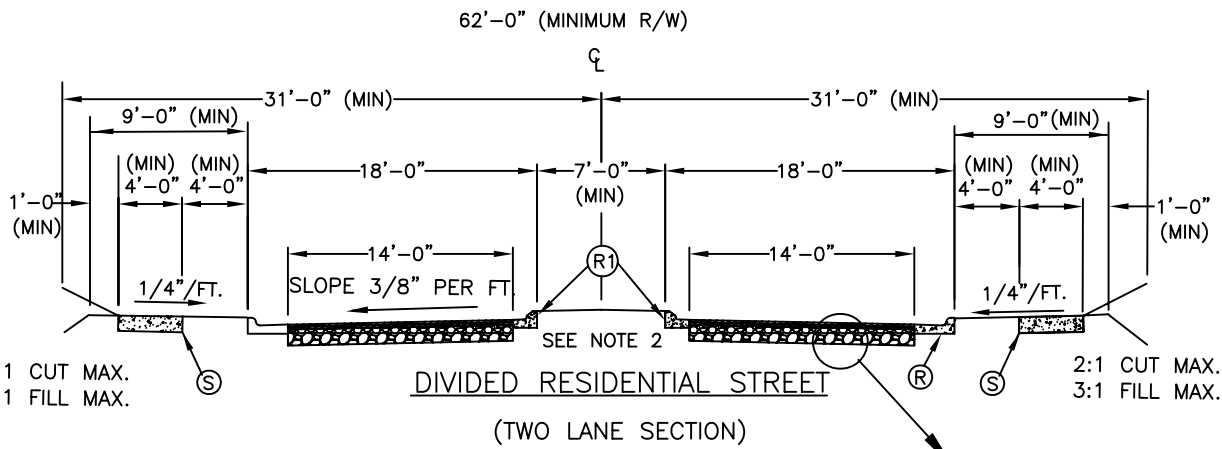 62'-0" (MINIMUM R/W)
℄
31'-0" (MIN) 31'-0" (MIN)
9'-0" (MIN) 9'-0" (MIN)
(MIN) (MIN) 18'-0" 7'-0" 18'-0" (MIN) (MIN)
4'-0" 4'-0" (MIN) 4'-0" 4'-0"
1'-0" 1'-0"
(MIN) (MIN)
14'-0" R1 14'-0"
1/4"/FT. SLOPE 3/8" PER FT. 1/4"/FT.
SEE NOTE 2
1 CUT MAX. 2:1 CUT MAX.
1 FILL MAX. S R S 3:1 FILL MAX.
DIVIDED RESIDENTIAL STREET
(TWO LANE SECTION)